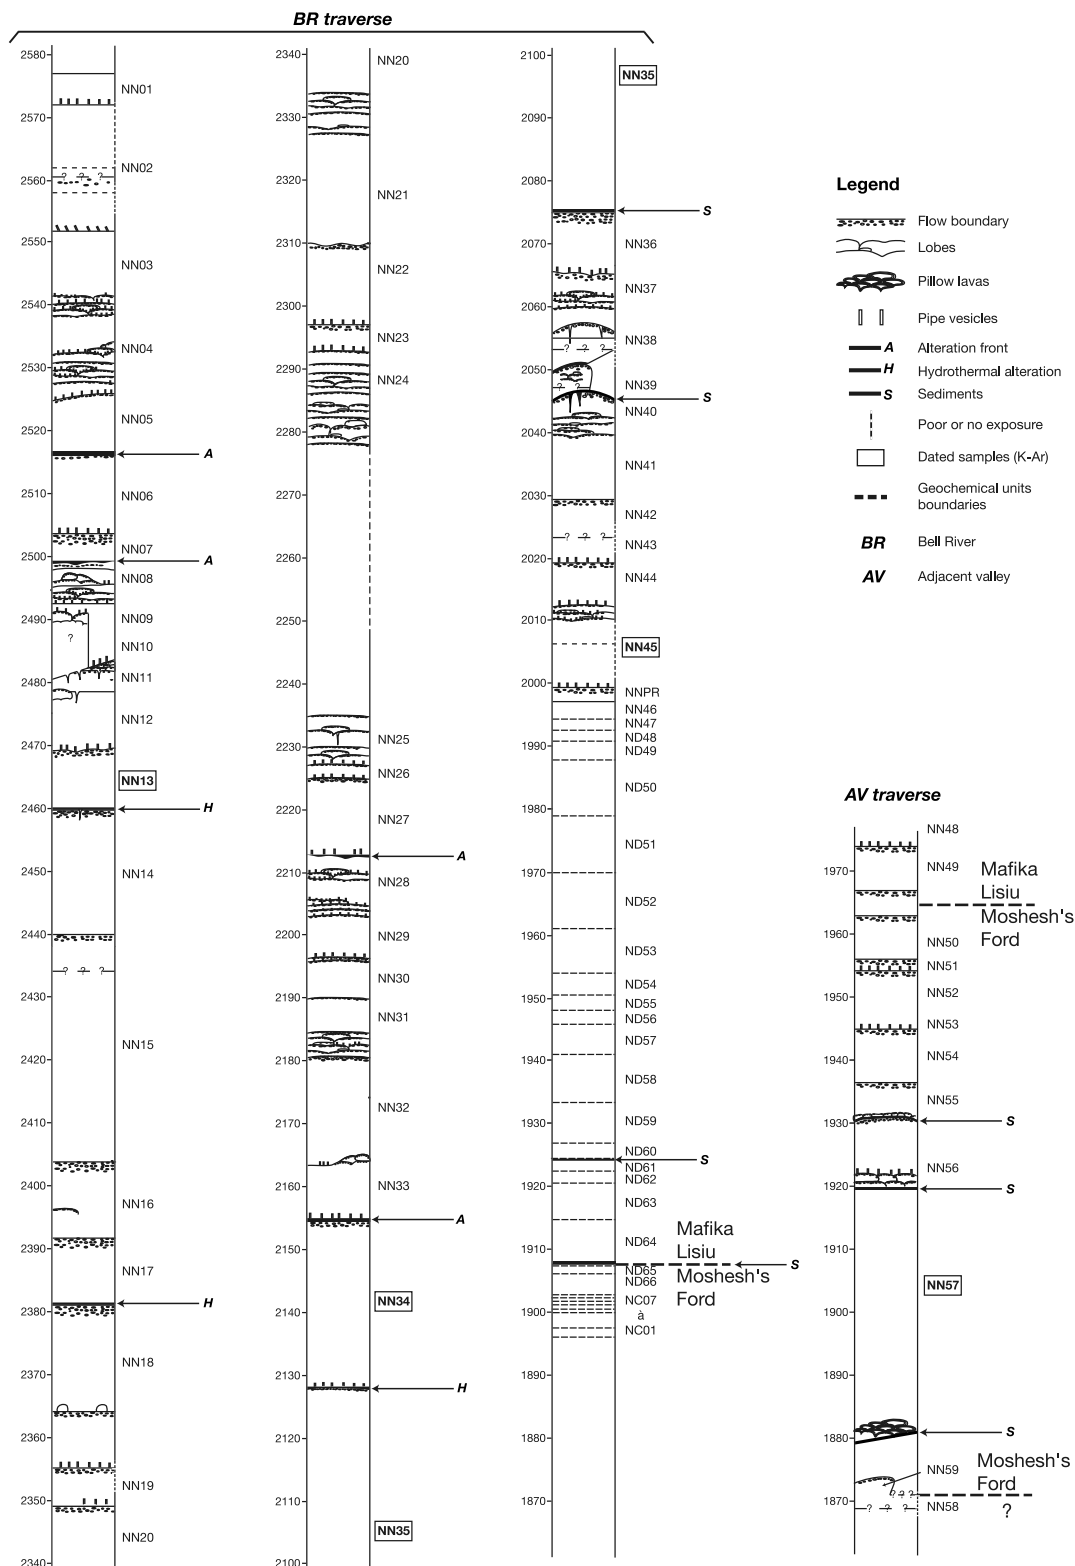 BR traverse
2580
NN01
2570
NN02
? ? ?
2560
2550
NN03
2540
NN04
2530
NN05
2520
A
2510
NN06
NN07
2500
A
NN08
2490
NN09
?
NN10
NN11
2480
NN12
2470
NN13
2460
H
2450
NN14
2440
? ? ?
2430
NN15
2420
2410
2400
NN16
2390
NN17
2380
H
NN18
2370
2360
NN19
2350
NN20
2340
2340
NN20
2330
2320
NN21
2310
NN22
2300
NN23
2290
NN24
2280
2270
2260
2250
2240
NN25
2230
NN26
2220
NN27
A
2210
NN28
2200
NN29
NN30
2190
NN31
2180
2170
NN32
2160
NN33
A
2150
NN34
2140
2130
H
2120
2110
NN35
2100
2100
NN35
2090
2080
S
2070
NN36
NN37
2060
NN38
? ? ?
2050
NN39
? ?
S
NN40
2040
NN41
2030
NN42
? ? ?
NN43
2020
NN44
2010
NN45
2000
NNPR
NN46
NN47
ND48
1990
ND49
ND50
1980
ND51
1970
ND52
1960
ND53
ND54
1950
ND55
ND56
ND57
1940
ND58
1930
ND59
ND60
S
ND61
1920
ND62
ND63
ND64
Mafika
Lisiu
1910
S
ND65
Moshesh's
Ford
ND66
NC07
1900
à
NC01
1890
1880
1870
Legend
Flow boundary
Lobes
Pillow lavas
Pipe vesicles
A Alteration front
H Hydrothermal alteration
S Sediments
Poor or no exposure
Dated samples (K-Ar)
Geochemical units
boundaries
BR Bell River
AV Adjacent valley
AV traverse
NN48
1970
NN49
Mafika
Lisiu
Moshesh's
Ford
1960
NN50
NN51
1950
NN52
NN53
1940
NN54
NN55
1930
S
NN56
1920
S
1910
NN57
1900
1890
1880
S
NN59
Moshesh's
Ford
? ? ?
1870
? ? ?
NN58
?